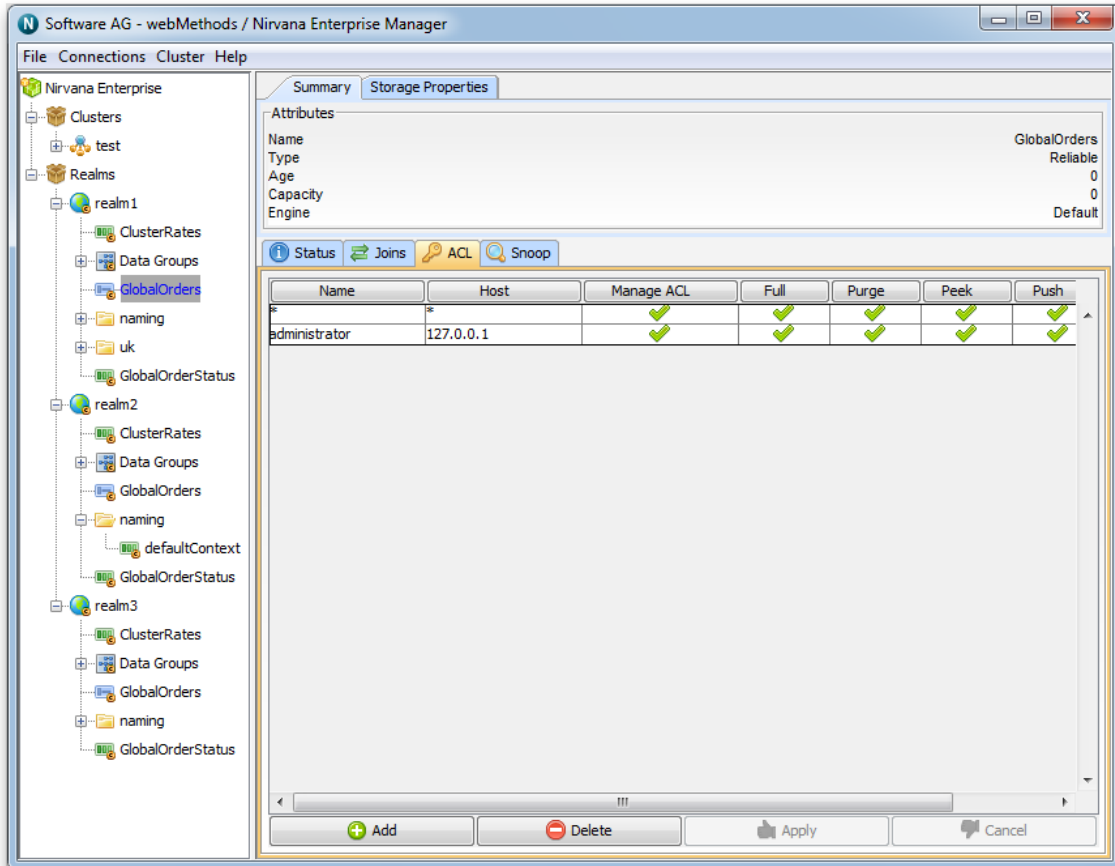 Software AG - webMethods / Nirvana Enterprise Manager
File Connections Cluster Help
Nirvana Enterprise
Clusters
test
Realms
realm1
ClusterRates
Data Groups
GlobalOrders
naming
uk
GlobalOrderStatus
realm2
ClusterRates
Data Groups
GlobalOrders
naming
defaultContext
GlobalOrderStatus
realm3
ClusterRates
Data Groups
GlobalOrders
naming
GlobalOrderStatus
Summary Storage Properties
Attributes
Name GlobalOrders
Type Reliable
Age 0
Capacity 0
Engine Default
Status Joins ACL Snoop
Name Host Manage ACL Full Purge Peek Push
* *
administrator 127.0.0.1
Add Delete Apply Cancel